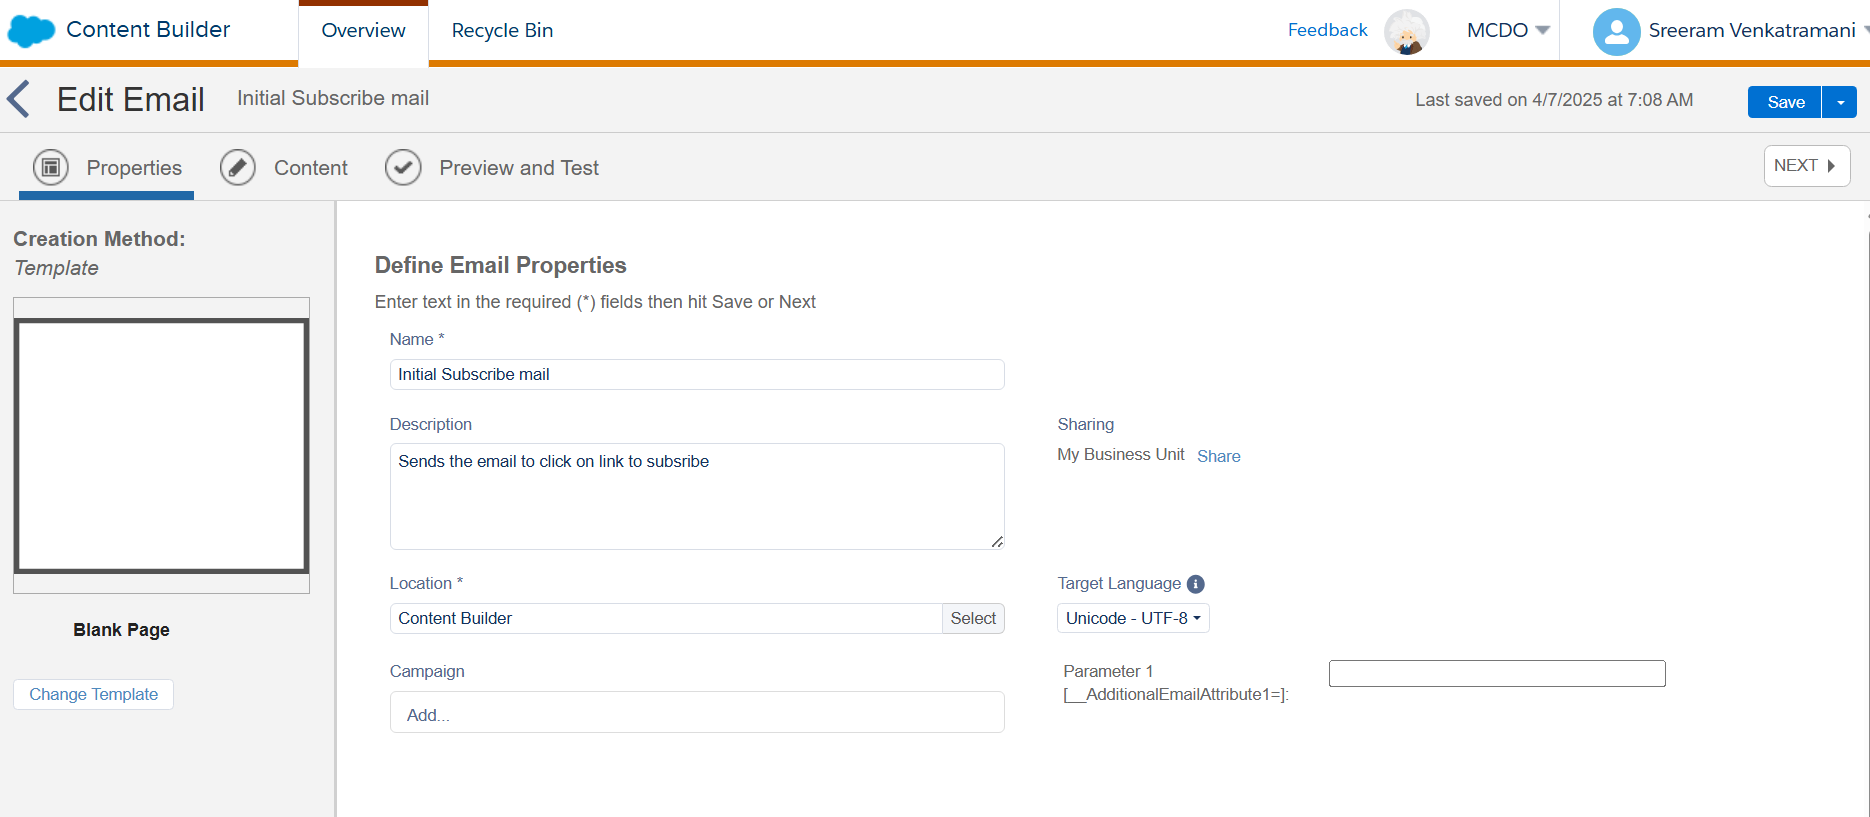 Content Builder
Overview
Recycle Bin
Feedback
MCDO
Sreeram Venkatramani
Edit Email
Initial Subscribe mail
Last saved on 4/7/2025 at 7:08 AM
Save
Properties
Content
Preview and Test
NEXT
Creation Method:
Template
Blank Page
Change Template
Define Email Properties
Enter text in the required (*) fields then hit Save or Next
Name *
Initial Subscribe mail
Description
Sends the email to click on link to subsribe
Sharing
My Business Unit Share
Location *
Content Builder
Select
Target Language
Unicode - UTF-8
Campaign
Add...
Parameter 1
[__AdditionalEmailAttribute1=]: